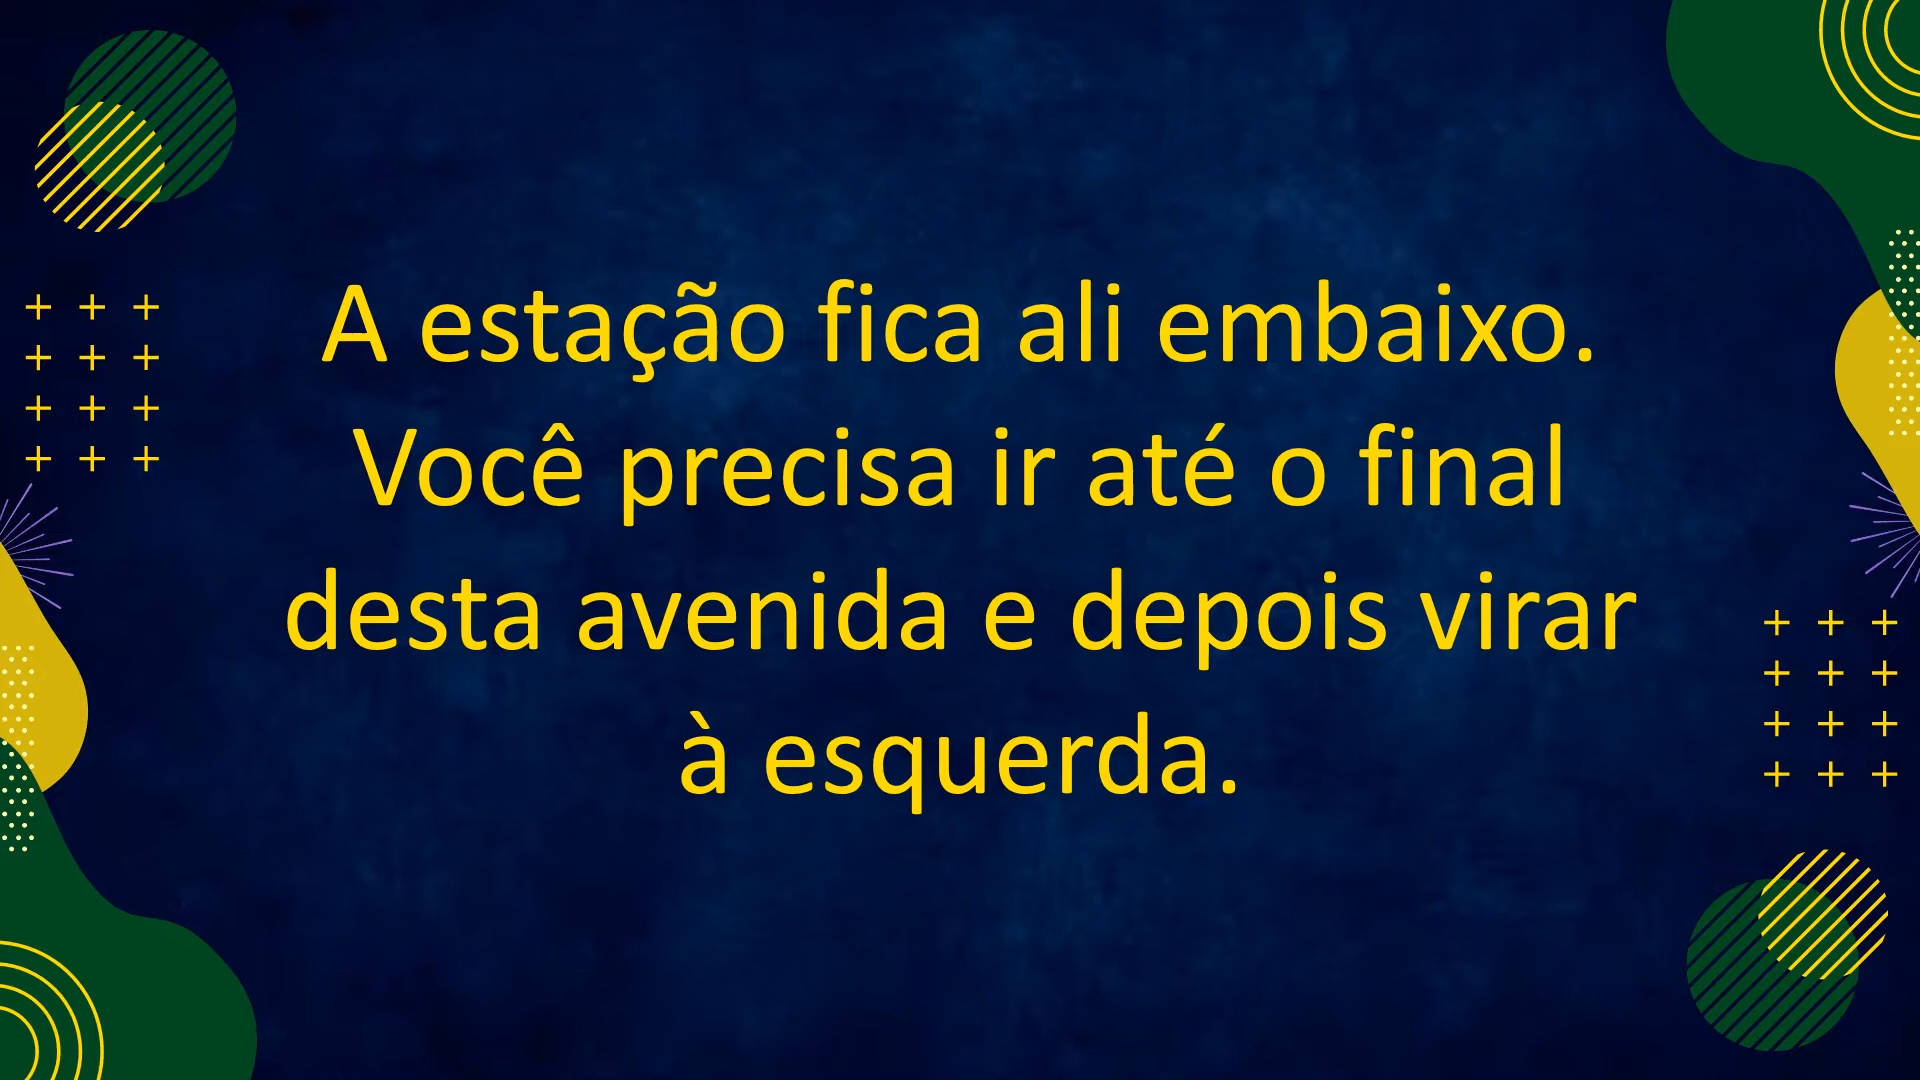 A estação fica ali embaixo.
Você precisa ir até o final
desta avenida e depois virar
à esquerda.